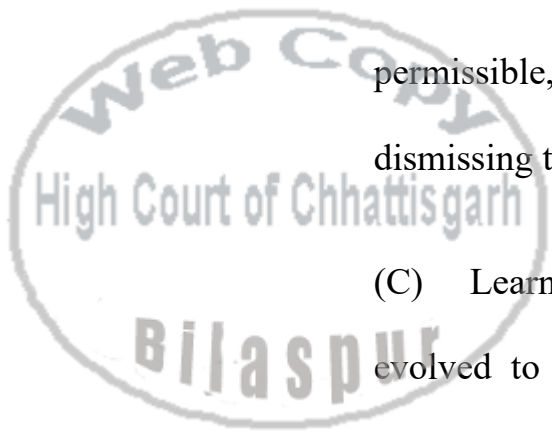 Web Copy
High Court of Chhattisgarh
Bilaspur
permissible,
dismissing t
(C) Learn
evolved to